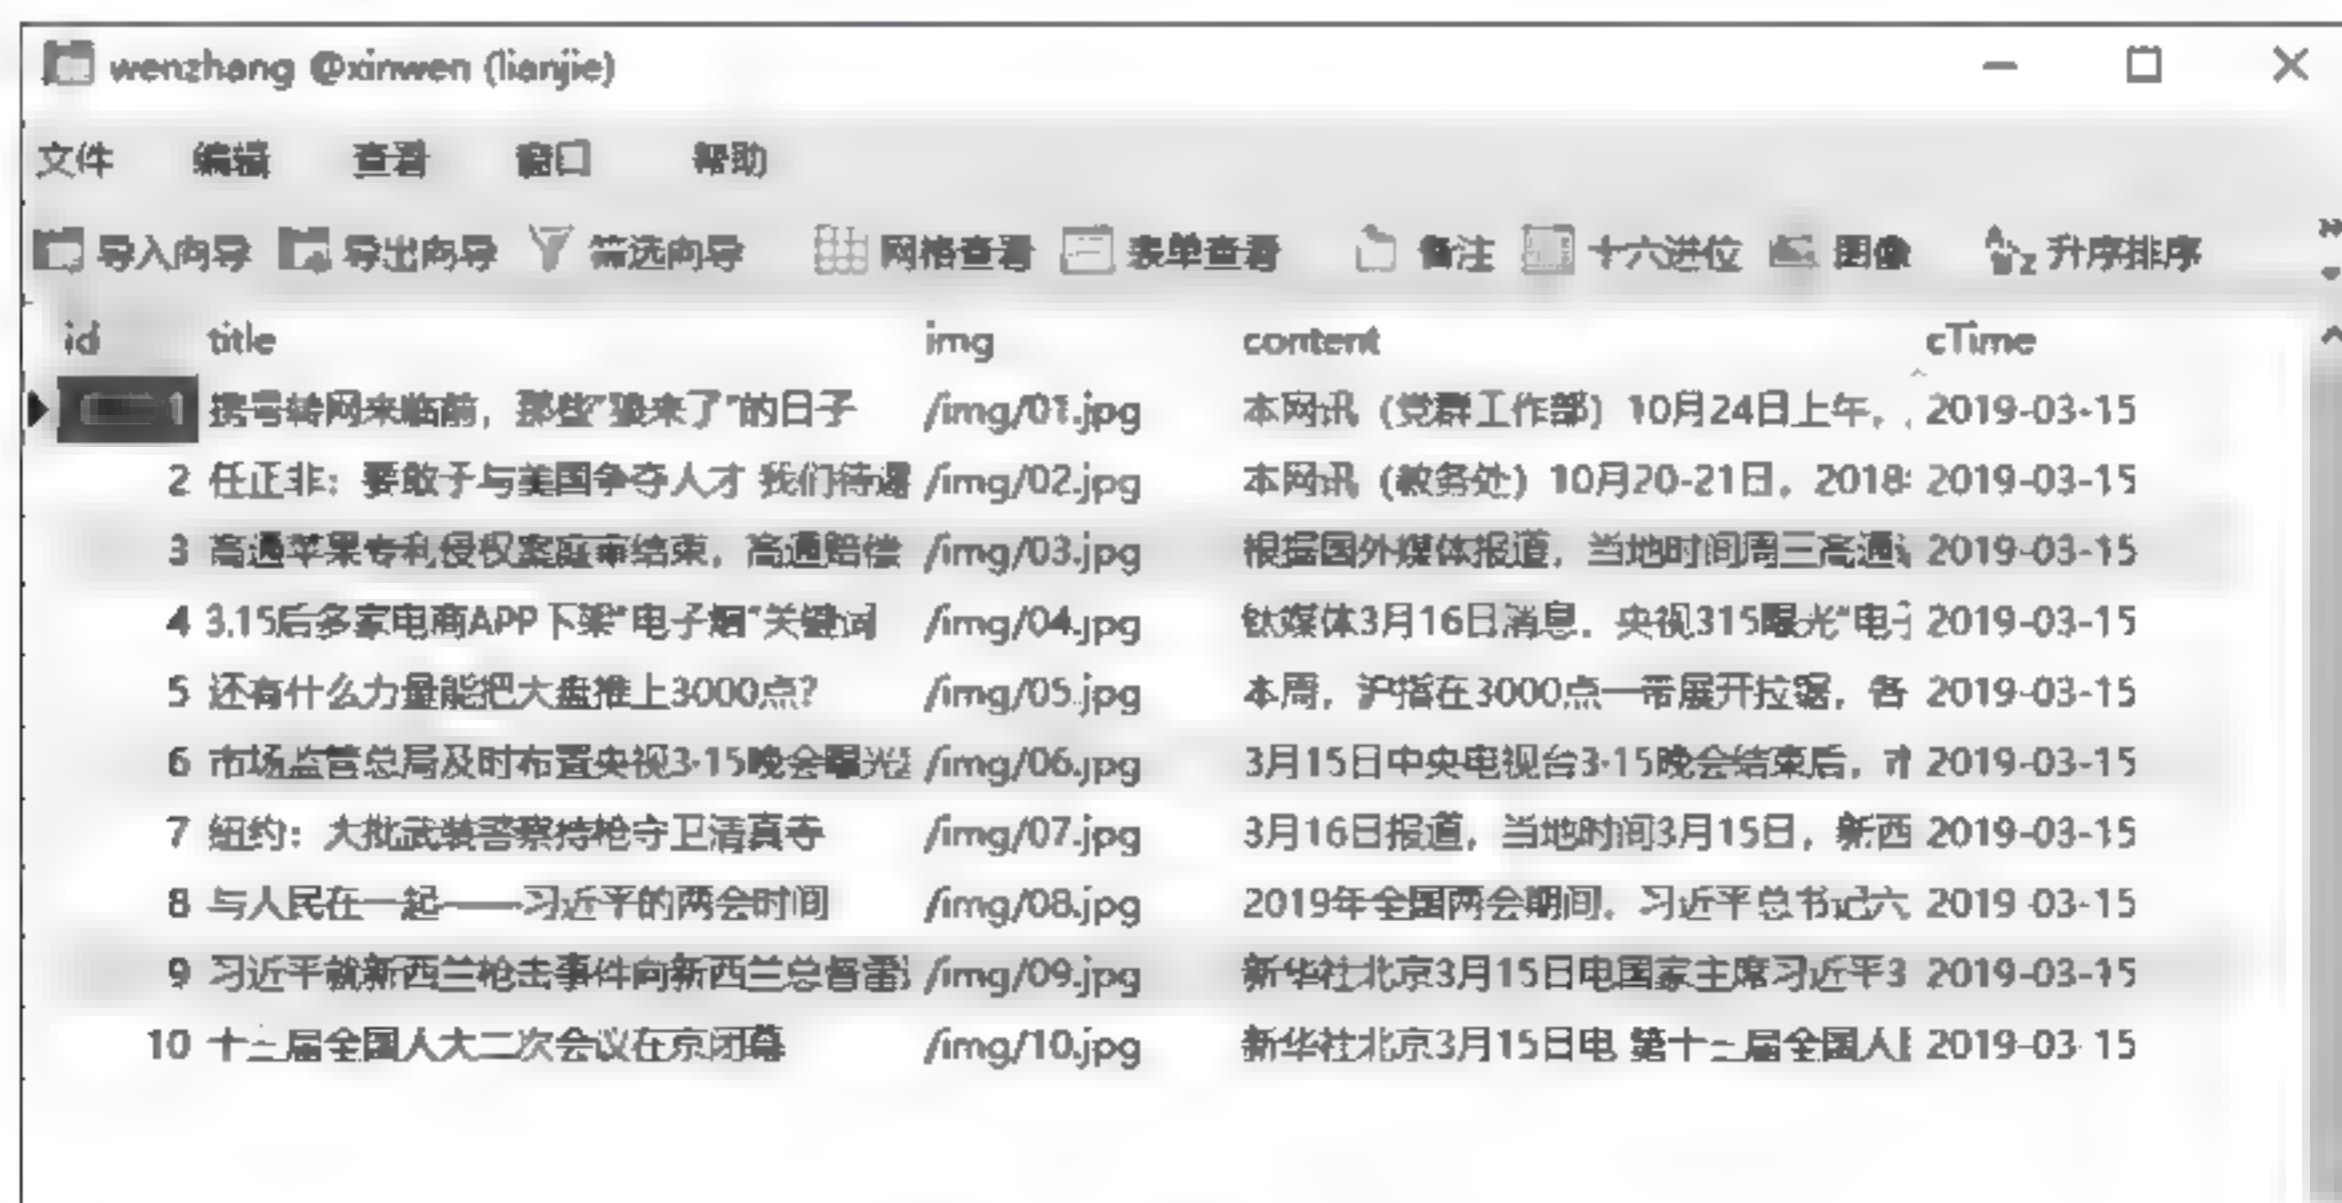 wenzhang @xinwen (lianjie)
文件 编辑 查看 窗口 帮助
导入向导 导出向导 筛选向导 网格查看 表单查看 备注 十六进位 图像 升序排序
id title img content cTime
1 携号转网来临前，那些"狼来了"的日子 /img/01.jpg 本网讯（党群工作部）10月24日上午， 2019-03-15
2 任正非：要敢于与美国争夺人才 我们待遇 /img/02.jpg 本网讯（教务处）10月20-21日，2018 2019-03-15
3 高通苹果专利侵权案庭审结束，高通赔偿 /img/03.jpg 根据国外媒体报道，当地时间周三高通 2019-03-15
4 3.15后多家电商APP下架"电子烟"关键词 /img/04.jpg 钛媒体3月16日消息，央视315曝光"电子 2019-03-15
5 还有什么力量能把大盘推上3000点? /img/05.jpg 本周，沪指在3000点一带展开拉锯，各 2019-03-15
6 市场监管总局及时布置央视3·15晚会曝光 /img/06.jpg 3月15日中央电视台3·15晚会结束后，市 2019-03-15
7 纽约：大批武装警察持枪守卫清真寺 /img/07.jpg 3月16日报道，当地时间3月15日，新西 2019-03-15
8 与人民在一起——习近平的两会时间 /img/08.jpg 2019年全国两会期间，习近平总书记六 2019-03-15
9 习近平就新西兰枪击事件向新西兰总督雷 /img/09.jpg 新华社北京3月15日电国家主席习近平3 2019-03-15
10 十三届全国人大二次会议在京闭幕 /img/10.jpg 新华社北京3月15日电 第十三届全国人民 2019-03-15